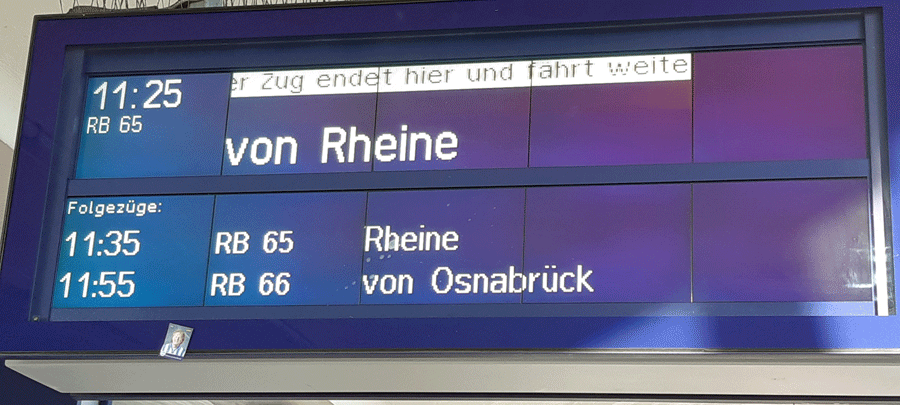 11:25
er Zug endet hier und fährt weite
RB 65
von Rheine
Folgezüge:
11:35 RB 65 Rheine
11:55 RB 66 von Osnabrück